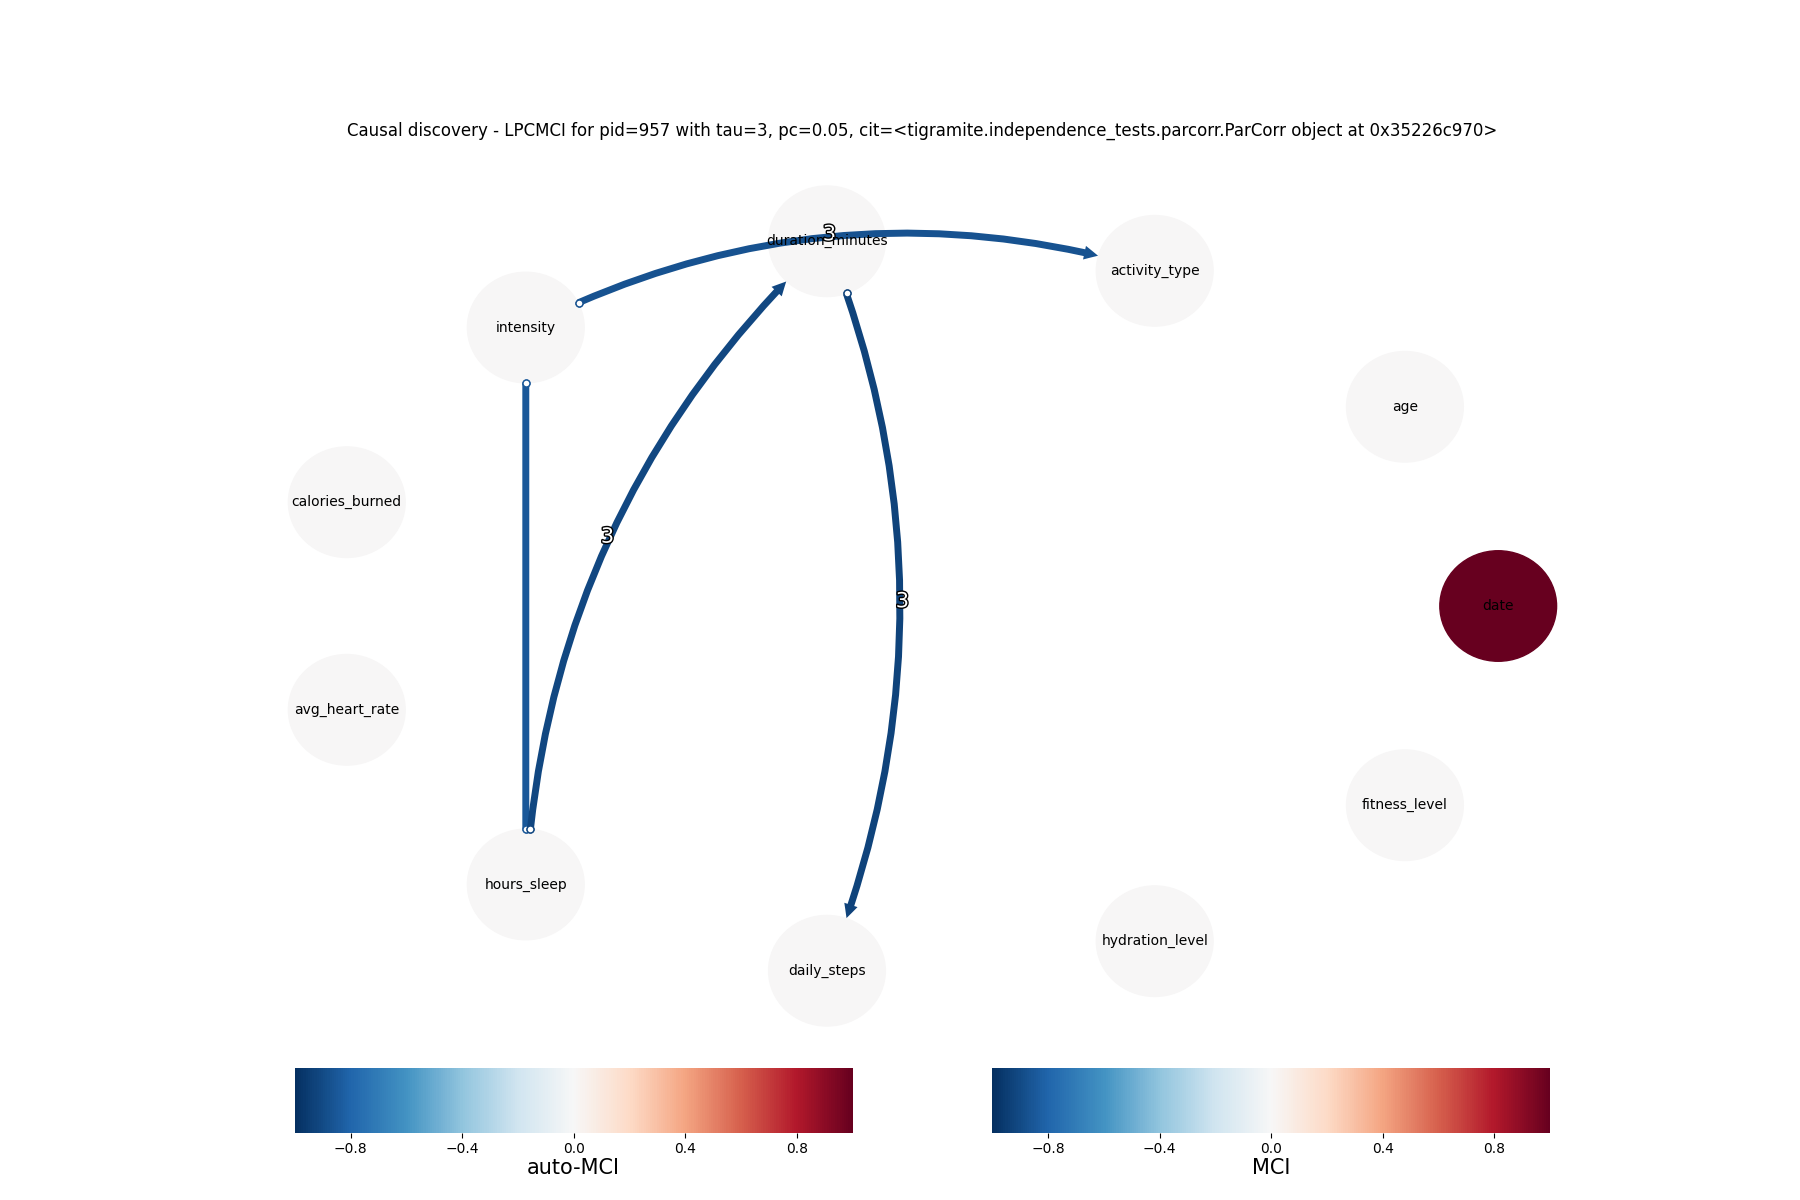 Causal discovery - LPCMCI for pid=957 with tau=3, pc=0.05, cit=<tigramite.independence_tests.parcorr.ParCorr object at 0x35226c970>
3
duration_minutes
activity_type
intensity
age
calories_burned
3
3
date
avg_heart_rate
fitness_level
hours_sleep
hydration_level
daily_steps
−0.8 −0.4 0.0 0.4 0.8
auto-MCI
−0.8 −0.4 0.0 0.4 0.8
MCI